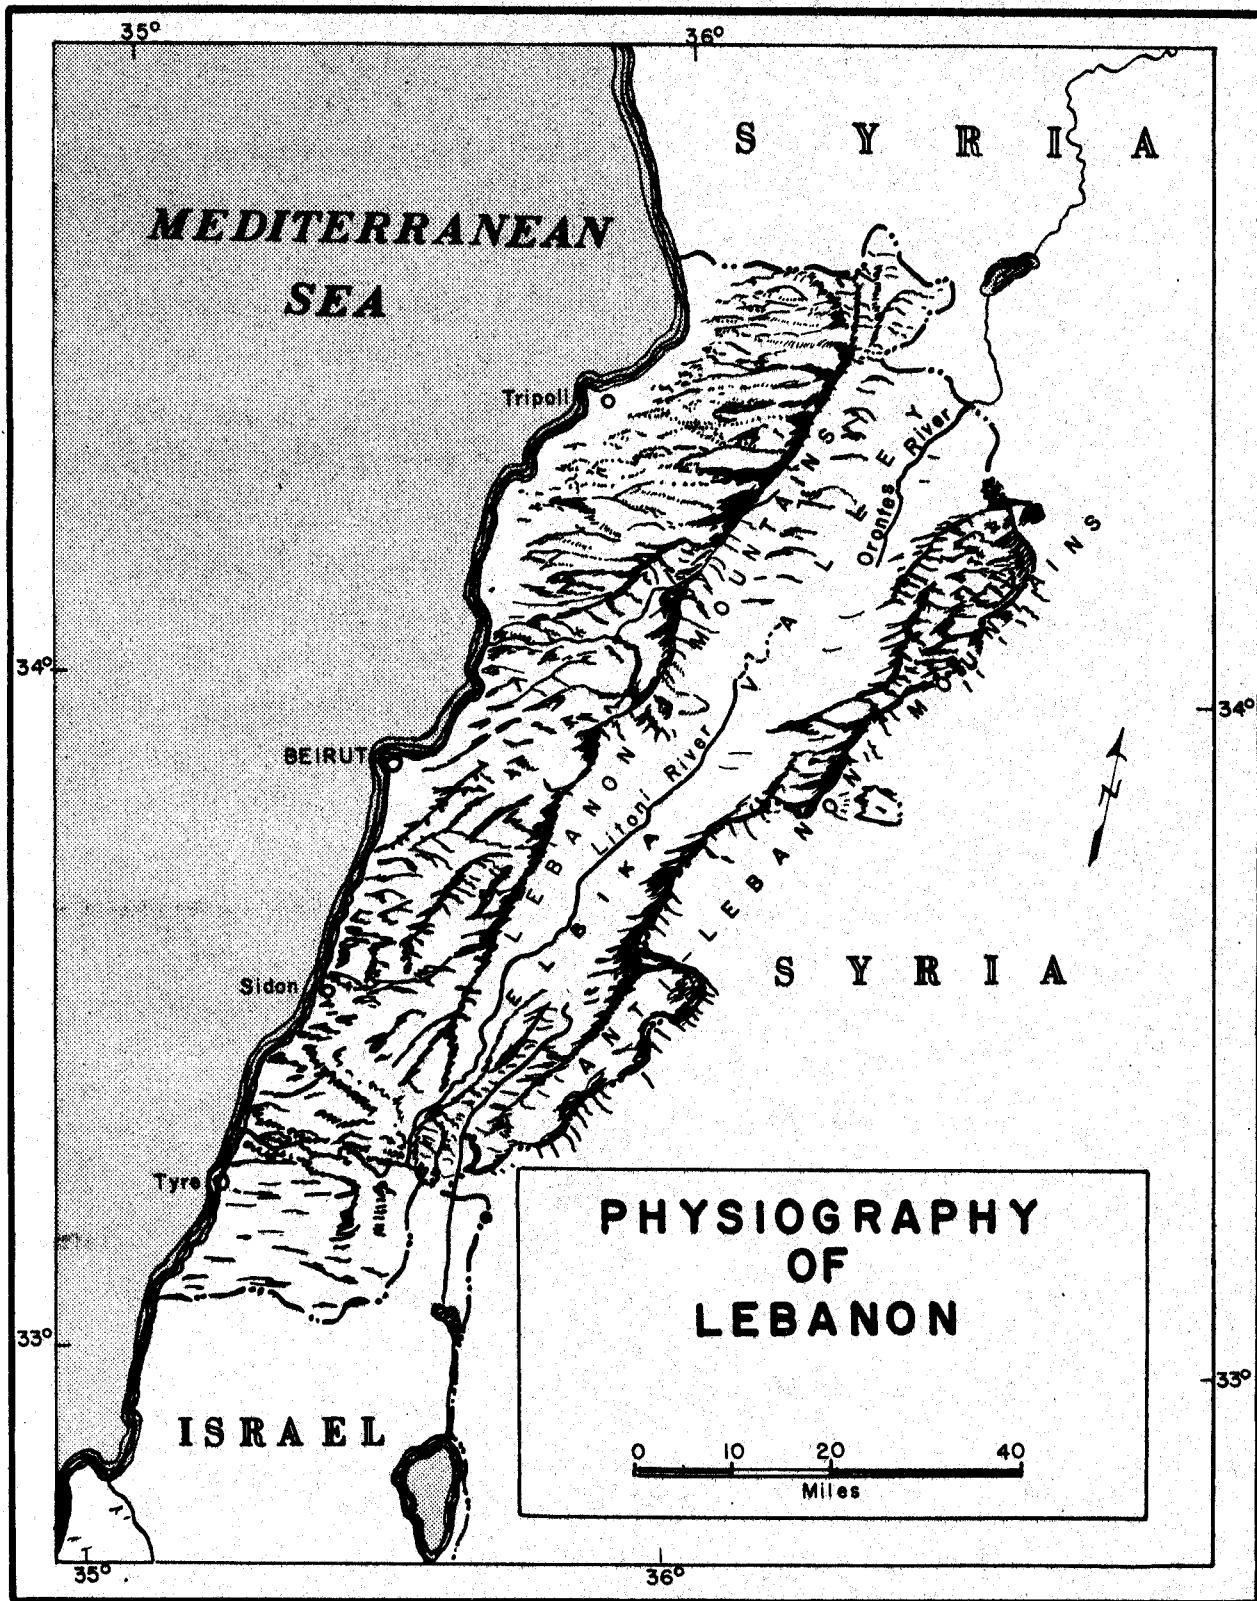 35°
36°
SYRIA
MEDITERRANEAN
SEA
Tripoli
Orontes River
LEBANON MOUNTAINS
34°
34°
BEIRUT
Litani River
EL BIKA VALLEY
ANTI-LEBANON MOUNTAINS
Sidon
SYRIA
Tyre
PHYSIOGRAPHY
OF
LEBANON
33°
33°
ISRAEL
0 10 20 40
Miles
35°
36°